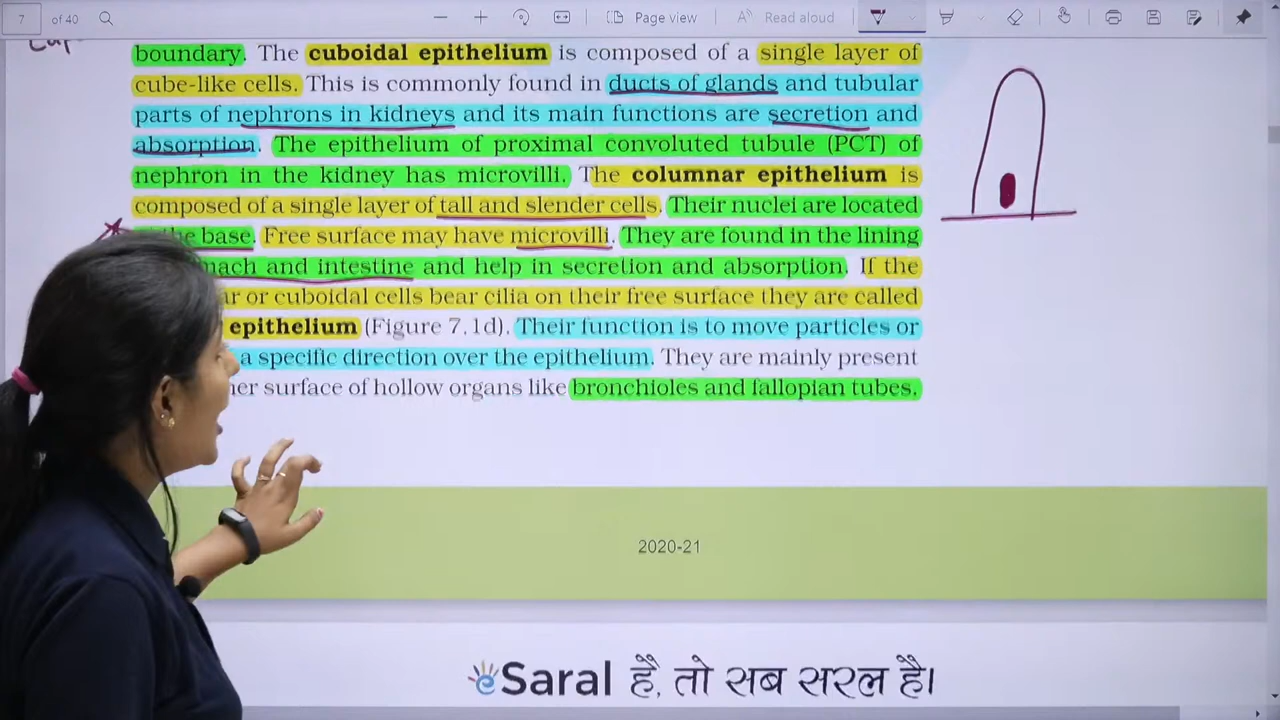 7 of 40 Page view Read aloud
boundary. The cuboidal epithelium is composed of a single layer of
cube-like cells. This is commonly found in ducts of glands and tubular
parts of nephrons in kidneys and its main functions are secretion and
absorption. The epithelium of proximal convoluted tubule (PCT) of
nephron in the kidney has microvilli. The columnar epithelium is
composed of a single layer of tall and slender cells. Their nuclei are located
base. Free surface may have microvilli. They are found in the lining
and intestine and help in secretion and absorption. If the
or cuboidal cells bear cilia on their free surface they are called
epithelium (Figure 7.1d). Their function is to move particles or
a specific direction over the epithelium. They are mainly present
surface of hollow organs like bronchioles and fallopian tubes.
2020-21
eSaral है, तो सब सरल है।